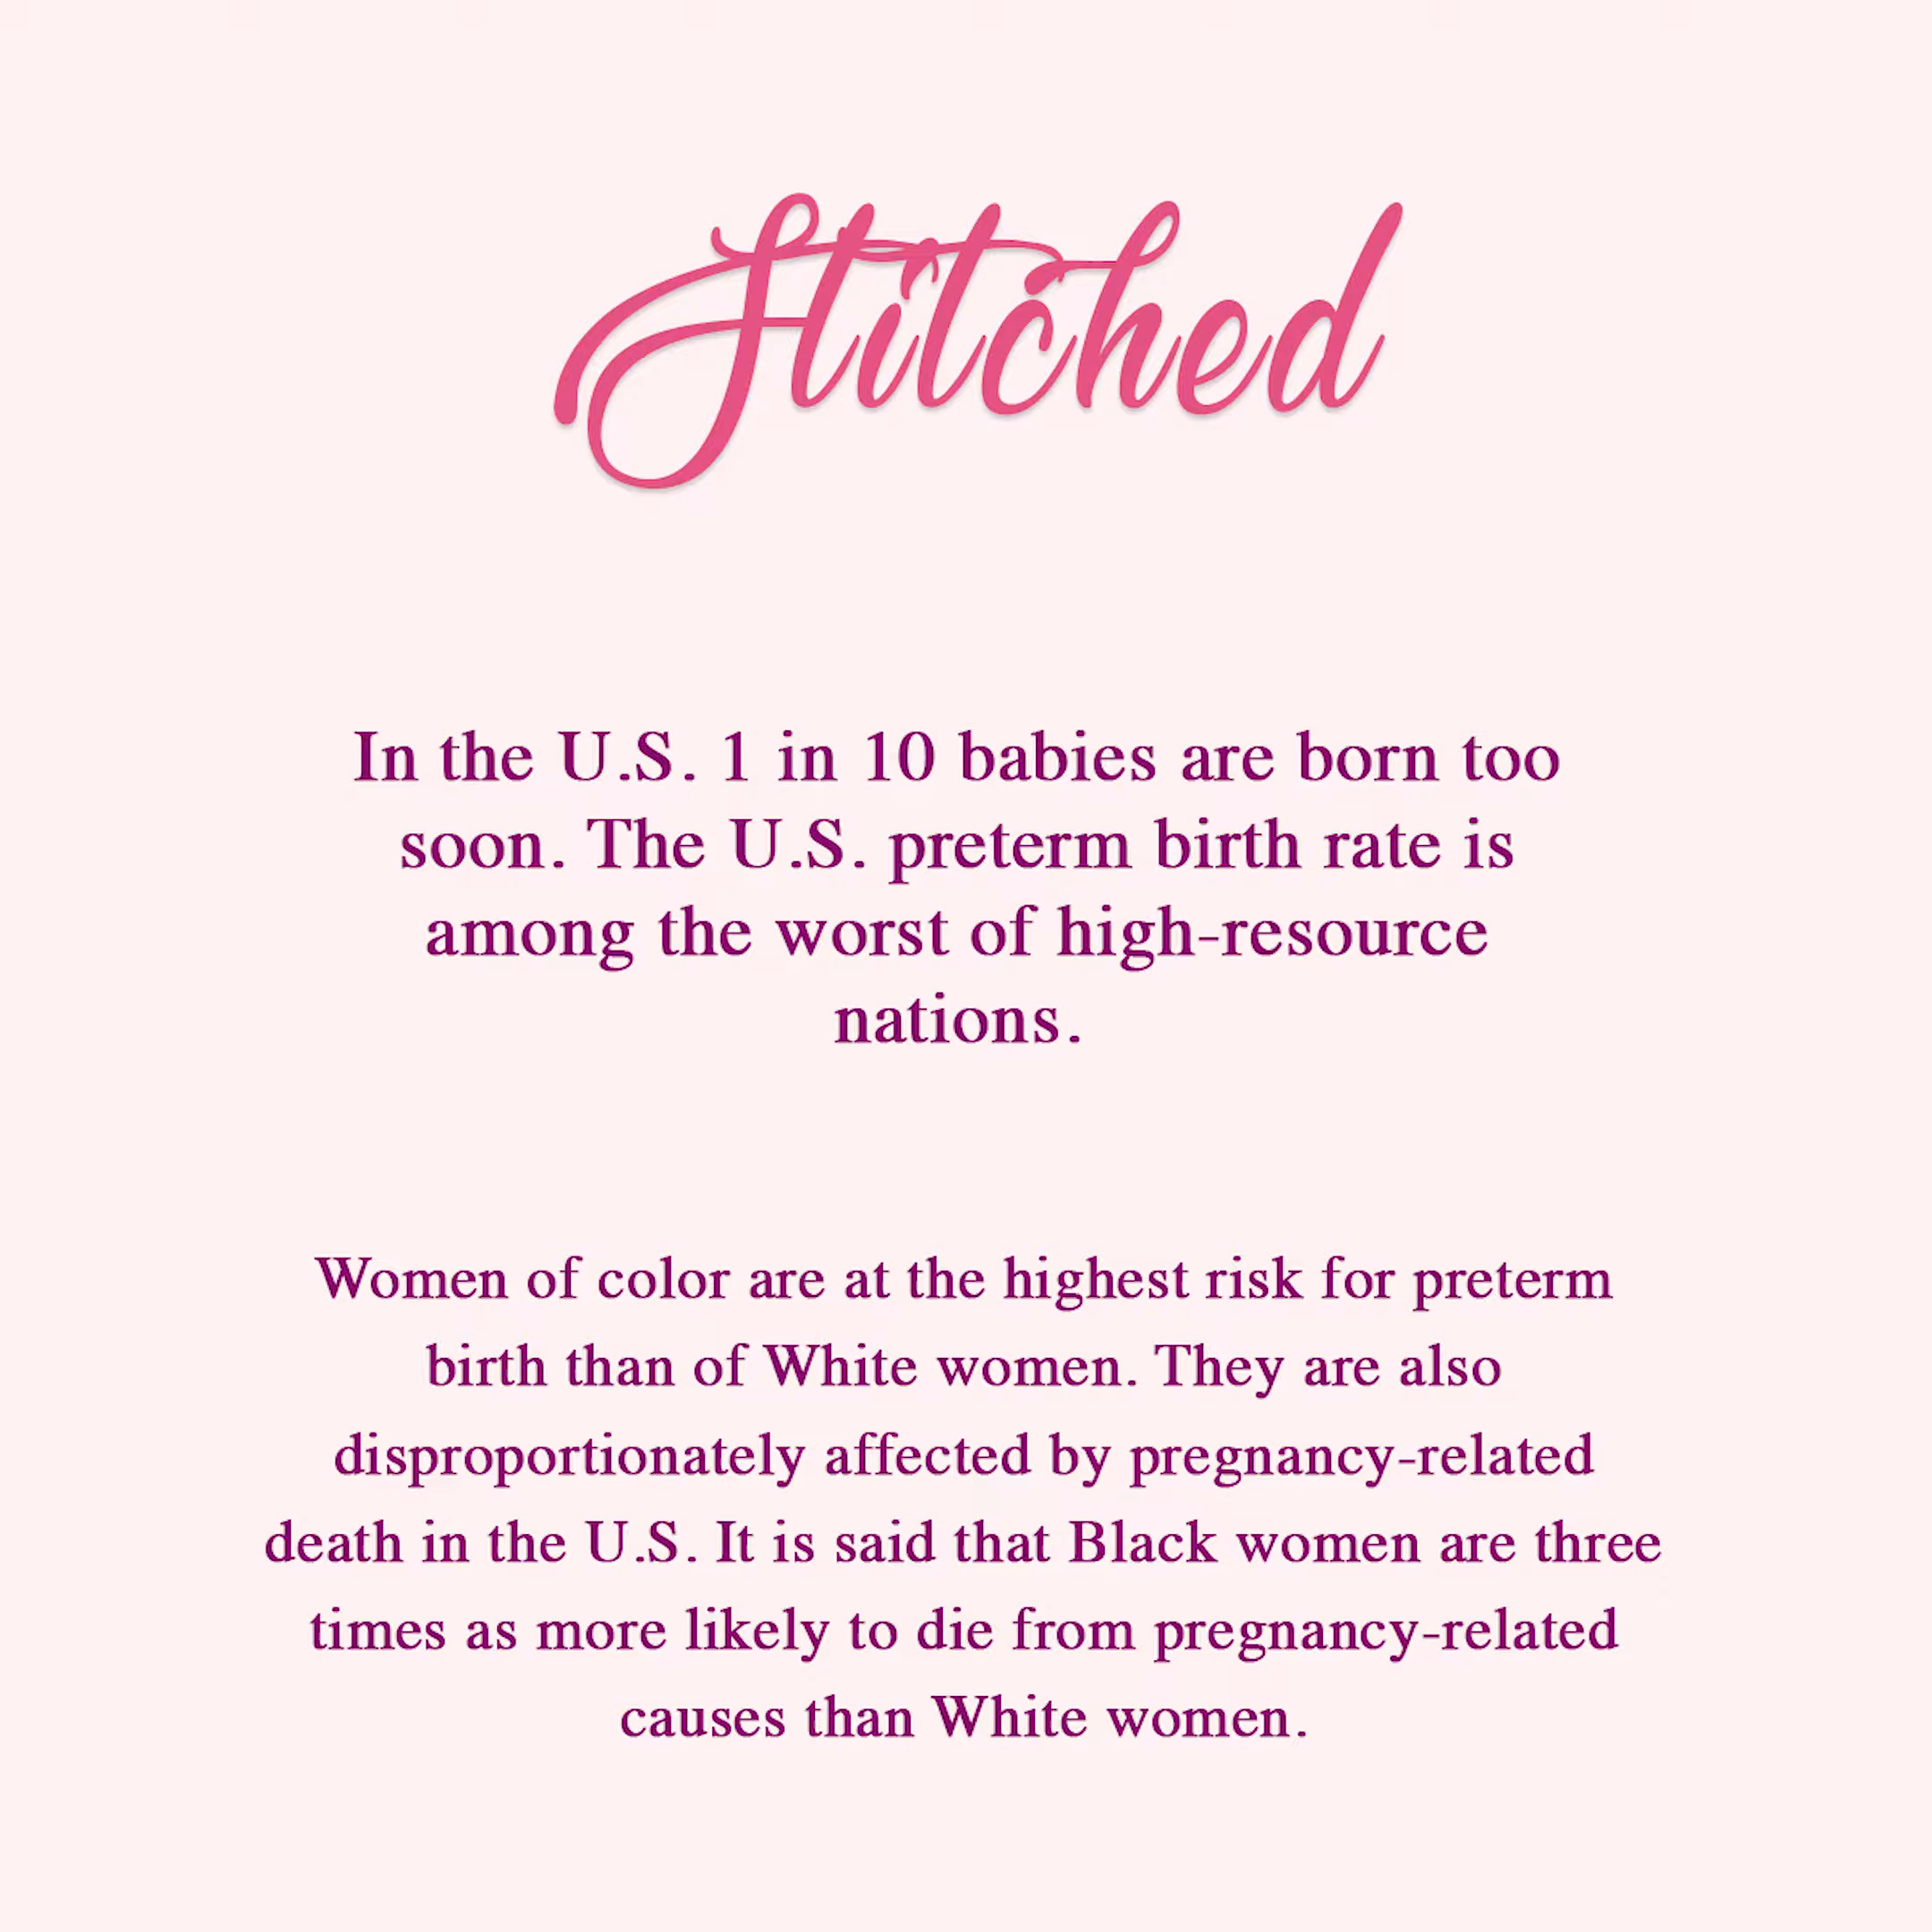 Stitched
In the U.S. 1 in 10 babies are born too
soon. The U.S. preterm birth rate is
among the worst of high-resource
nations.
Women of color are at the highest risk for preterm
birth than of White women. They are also
disproportionately affected by pregnancy-related
death in the U.S. It is said that Black women are three
times as more likely to die from pregnancy-related
causes than White women.